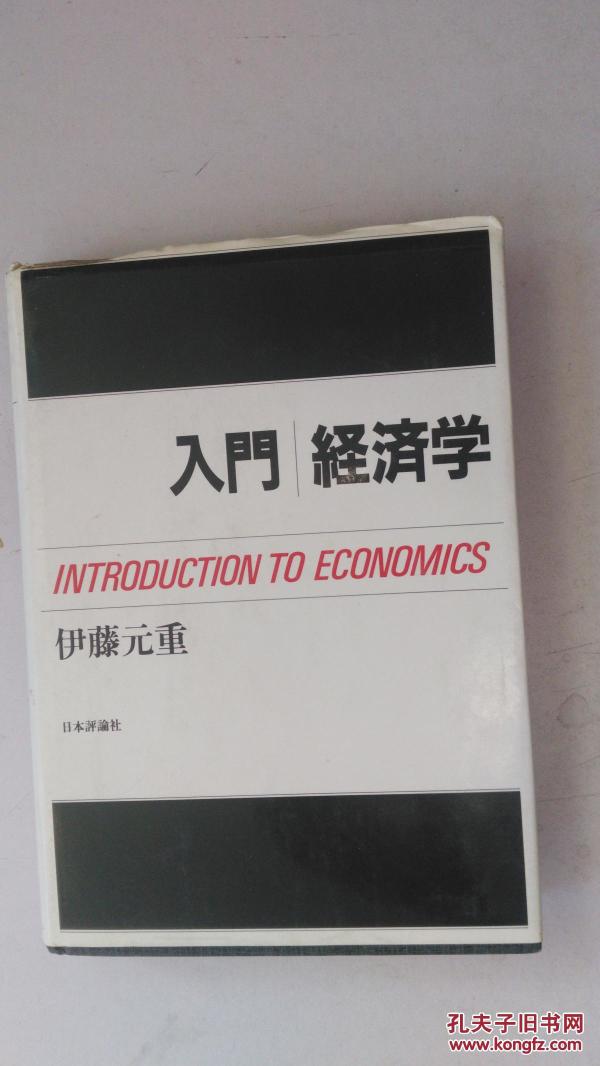 入門|経済学
INTRODUCTION TO ECONOMICS
伊藤元重
日本評論社
孔夫子旧书网
www.kongfz.com